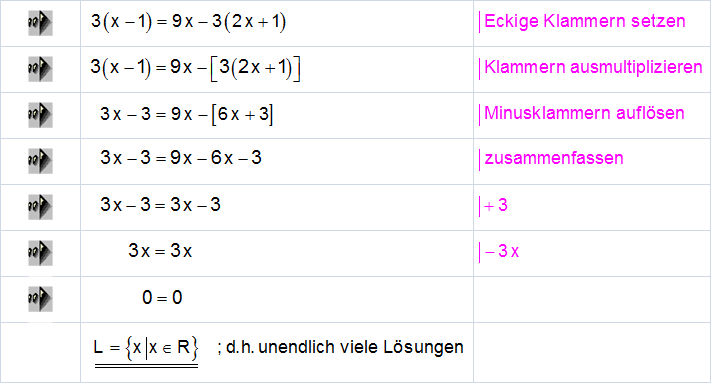 3(x − 1) = 9x − 3(2x + 1) | Eckige Klammern setzen
3(x − 1) = 9x − [3(2x + 1)] | Klammern ausmultiplizieren
3x − 3 = 9x − [6x + 3] | Minusklammern auflösen
3x − 3 = 9x − 6x − 3 | zusammenfassen
3x − 3 = 3x − 3 | + 3
3x = 3x | − 3x
0 = 0
L = {x | x ∈ R} ; d.h. unendlich viele Lösungen